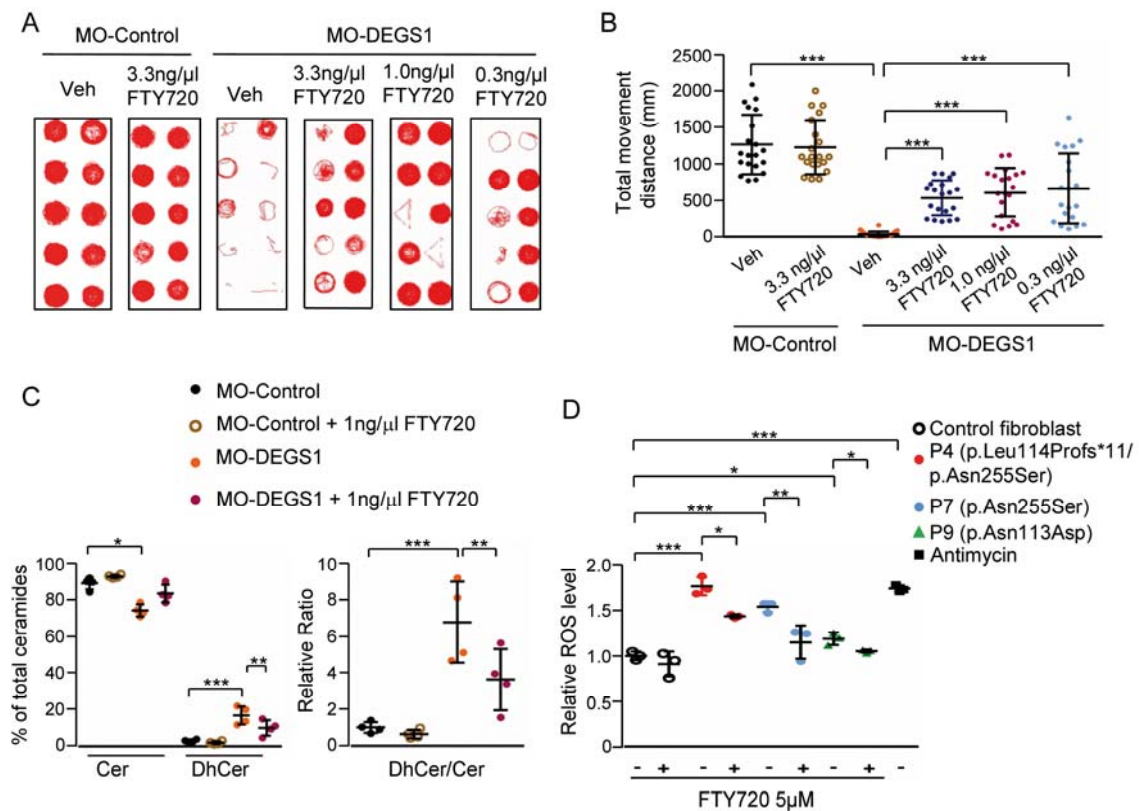 A
MO-Control
MO-DEGS1
Veh
3.3ng/μl
FTY720
Veh
3.3ng/μl
FTY720
1.0ng/μl
FTY720
0.3ng/μl
FTY720
B
Total movement
distance (mm)
2500
2000
1500
1000
500
0
***
***
***
***
Veh
3.3 ng/μl
FTY720
Veh
3.3 ng/μl
FTY720
1.0 ng/μl
FTY720
0.3 ng/μl
FTY720
MO-Control
MO-DEGS1
C
MO-Control
MO-Control + 1ng/μl FTY720
MO-DEGS1
MO-DEGS1 + 1ng/μl FTY720
% of total ceramides
100
80
60
40
20
0
*
***
**
Cer
DhCer
Relative Ratio
10
8
6
4
2
0
***
**
DhCer/Cer
D
Control fibroblast
P4 (p.Leu114Profs*11/
p.Asn255Ser)
P7 (p.Asn255Ser)
P9 (p.Asn113Asp)
Antimycin
Relative ROS level
2.0
1.5
1.0
0.5
0.0
***
*
*
***
**
***
*
- + - + - + - + -
FTY720 5μM